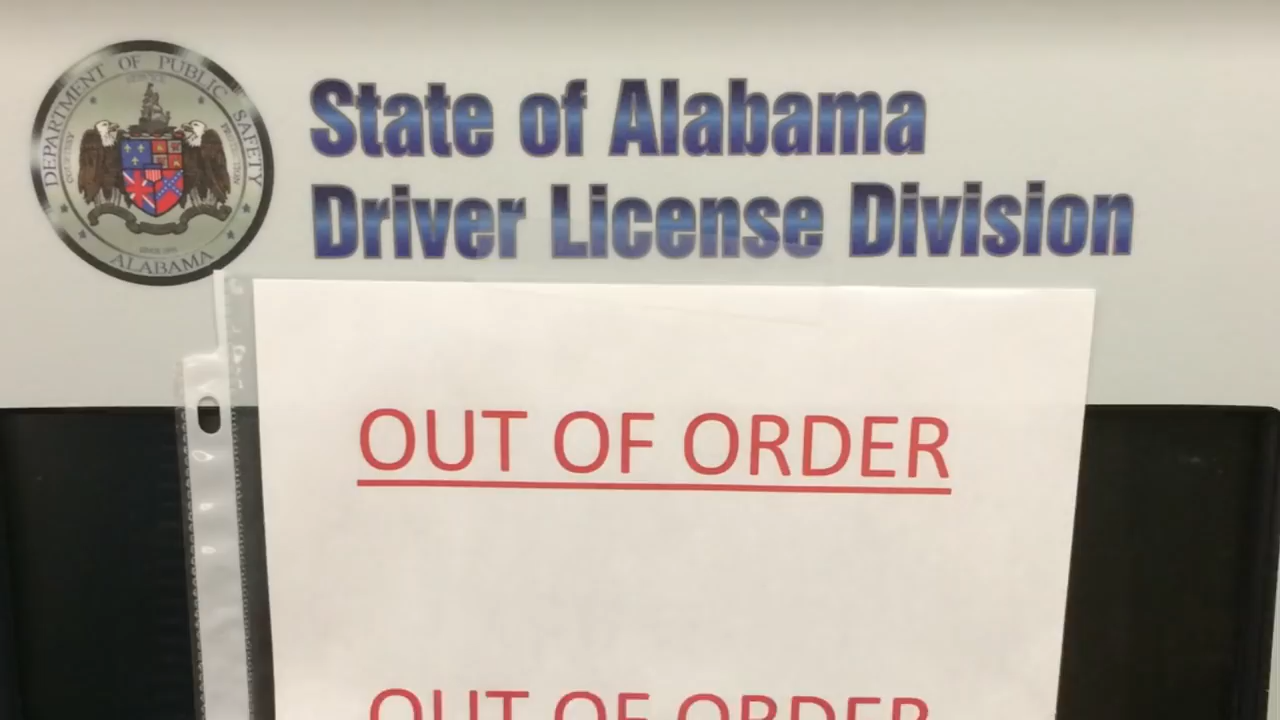 DEPARTMENT OF PUBLIC SAFETY
ALABAMA
State of Alabama
Driver License Division
OUT OF ORDER
OUT OF ORDER